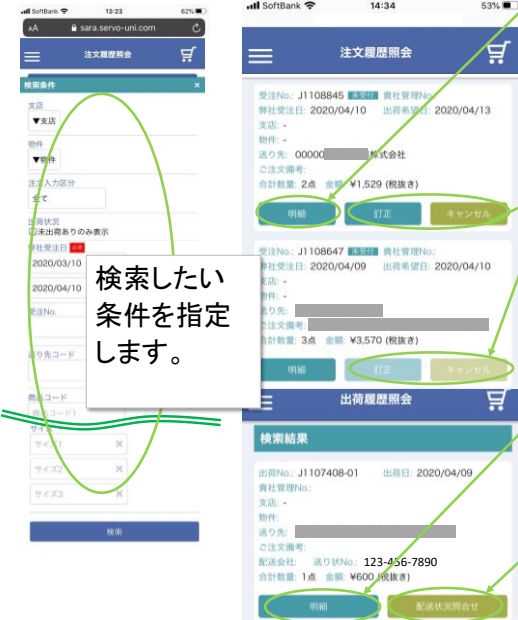 SoftBank 13:23 62%
AA sara.servo-uni.com
注文履歴照会
検索条件 ×
支店
▼支店
物件
▼物件
注文入力区分
全て
出荷状況
未出荷ありのみ表示
弊社受注日 必須
2020/03/10
2020/04/10
受注No.
送り先コード
商品コード
商品コード1
サイズ
サイズ1 ×
サイズ2 ×
サイズ3 ×
検索
検索したい
条件を指定
します。
SoftBank 14:34 53%
注文履歴照会
受注No.: J1108845 未受付 貴社管理No.:
弊社受注日: 2020/04/10 出荷希望日: 2020/04/13
支店: -
物件: -
送り先: 00000 株式会社
ご注文備考:
合計数量: 2点 金額: ¥1,529 (税抜き)
明細 訂正 キャンセル
受注No.: J1108647 未受付 貴社管理No.:
弊社受注日: 2020/04/09 出荷希望日: 2020/04/10
支店: -
物件: -
送り先:
ご注文備考:
合計数量: 3点 金額: ¥3,570 (税抜き)
明細 訂正 キャンセル
出荷履歴照会
検索結果
出荷No.: J1107408-01 出荷日: 2020/04/09
貴社管理No.:
支店: -
物件:
送り先:
ご注文備考:
配送会社: 送り状No.: 123-456-7890
合計数量: 1点 金額: ¥600 (税抜き)
明細 配送状況問合せ